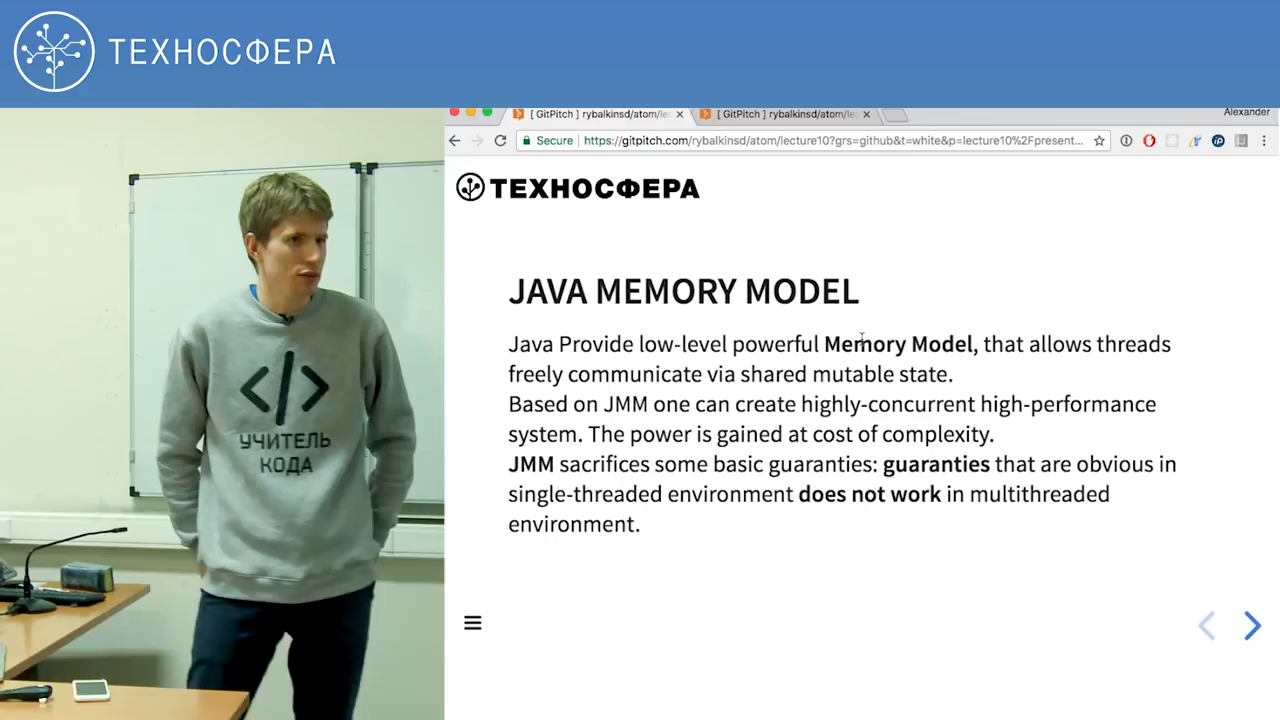 ТЕХНОСФЕРА
[ GitPitch ] rybalkinsd/atom/lec
[ GitPitch ] rybalkinsd/atom/le
Alexander
Secure
https://gitpitch.com/rybalkinsd/atom/lecture10?grs=github&t=white&p=lecture10%2Fpresent...
ТЕХНОСФЕРА
JAVA MEMORY MODEL
Java Provide low-level powerful Memory Model, that allows threads
freely communicate via shared mutable state.
Based on JMM one can create highly-concurrent high-performance
system. The power is gained at cost of complexity.
JMM sacrifices some basic guaranties: guaranties that are obvious in
single-threaded environment does not work in multithreaded
environment.
</> 
УЧИТЕЛЬ
КОДА